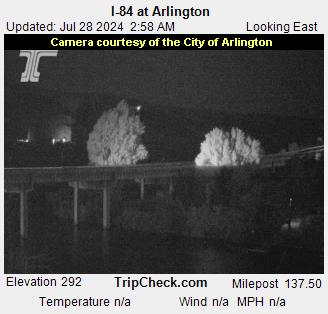 I-84 at Arlington
Updated: Jul 28 2024 2:58 AM Looking East
Camera courtesy of the City of Arlington
Elevation 292 TripCheck.com Milepost 137.50
Temperature n/a Wind n/a MPH n/a